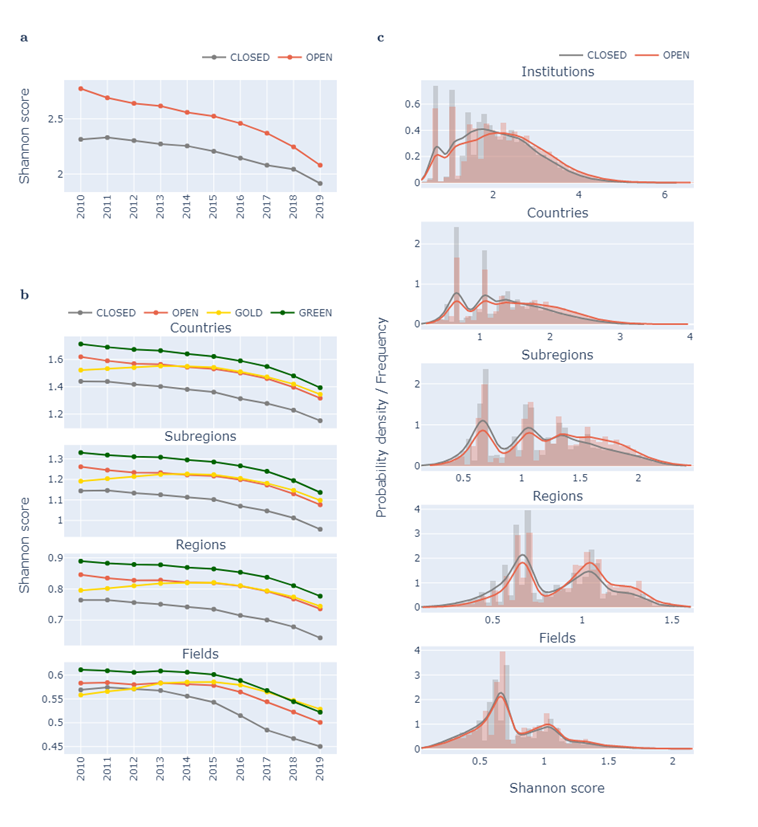 a
CLOSED OPEN
Shannon score
2.5
2
2010 2011 2012 2013 2014 2015 2016 2017 2018 2019
b
CLOSED OPEN GOLD GREEN
Countries
1.6
1.4
1.2
Subregions
1.3
1.2
1.1
1
Shannon score
Regions
0.9
0.8
0.7
Fields
0.6
0.55
0.5
0.45
2010 2011 2012 2013 2014 2015 2016 2017 2018 2019
c
CLOSED OPEN
Institutions
0.6
0.4
0.2
0
2 4 6
Countries
2
1
0
1 2 3 4
Probability density / Frequency
Subregions
2
1
0
0.5 1 1.5 2
Regions
4
3
2
1
0
0.5 1 1.5
Fields
4
3
2
1
0
0.5 1 1.5 2
Shannon score